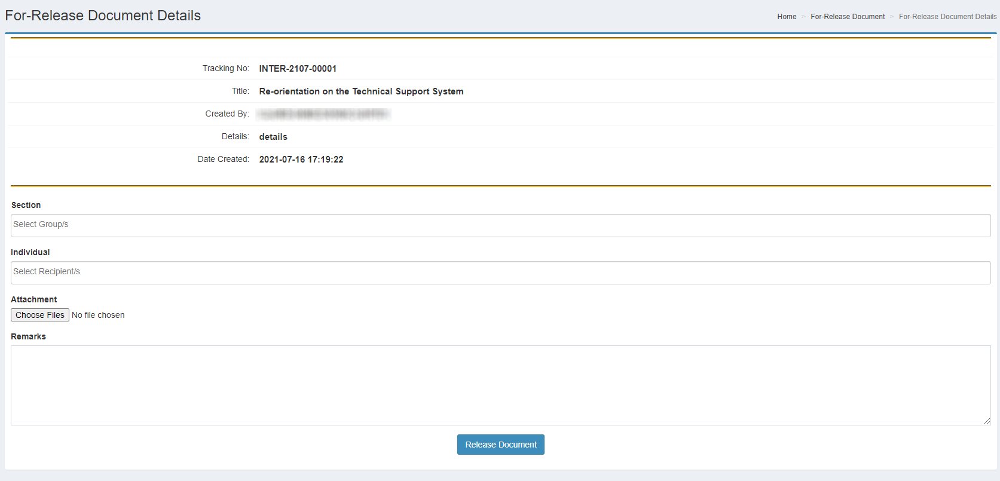 For-Release Document Details
Home > For-Release Document > For-Release Document Details
Tracking No: INTER-2107-00001
Title: Re-orientation on the Technical Support System
Created By:
Details: details
Date Created: 2021-07-16 17:19:22
Section
Select Group/s
Individual
Select Recipient/s
Attachment
Choose Files No file chosen
Remarks
Release Document